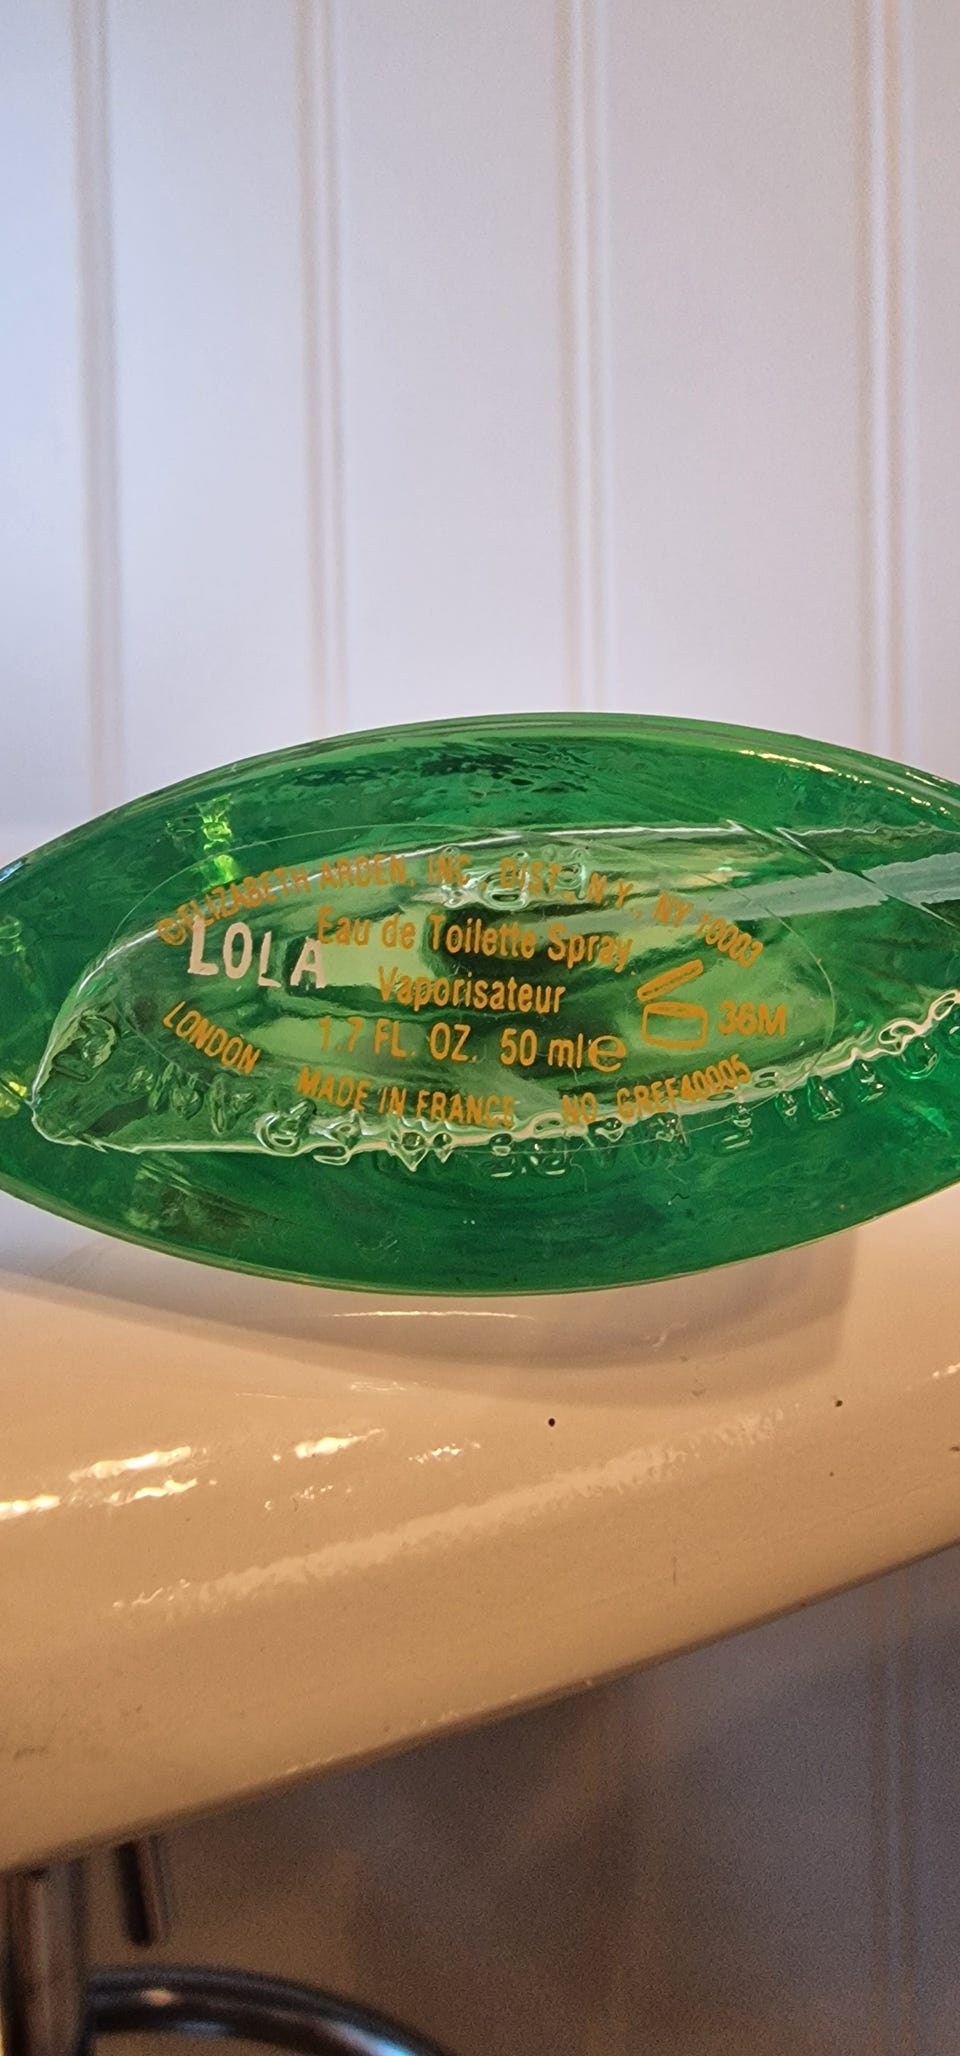 ©ELIZABETH ARDEN, INC., DIST., N.Y., NY 10003
LOLA
Eau de Toilette Spray
Vaporisateur
1.7 FL. OZ. 50 ml e
36M
LONDON MADE IN FRANCE NO. GREF40005